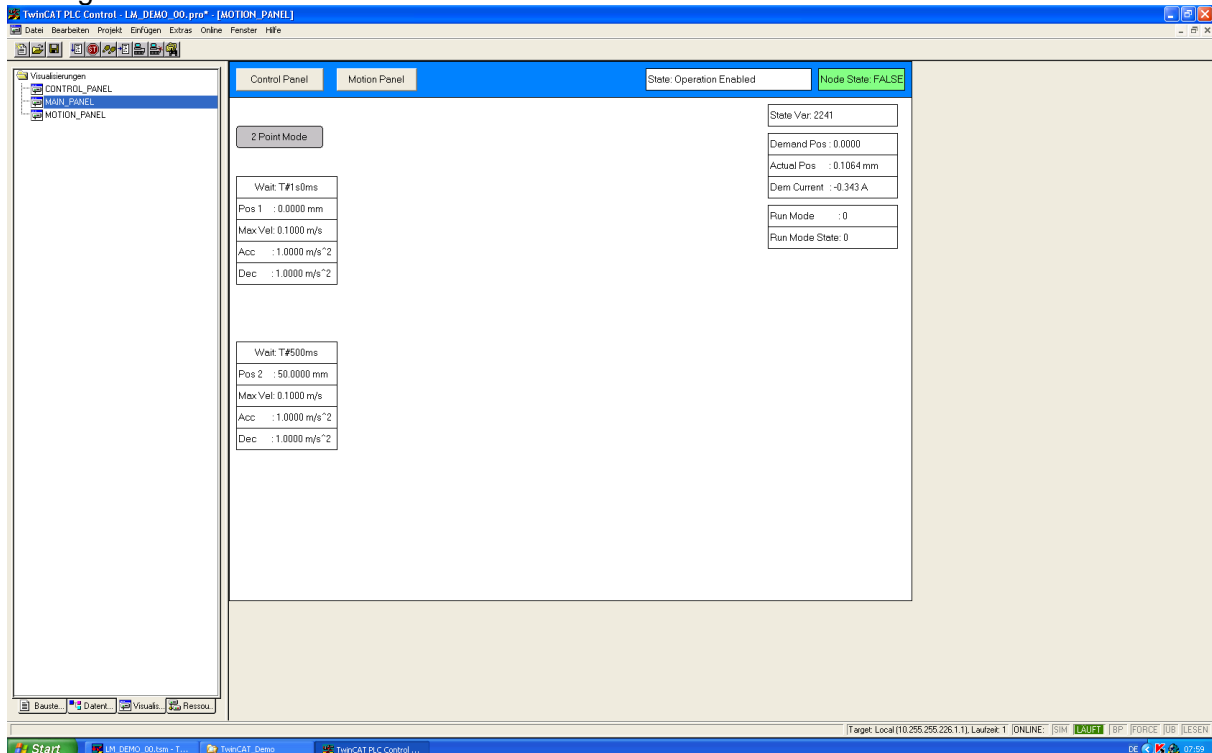 TwinCAT PLC Control - LM_DEMO_00.pro* - [MOTION_PANEL]
Datei Bearbeiten Projekt Einfügen Extras Online Fenster Hilfe
Visualisierungen
CONTROL_PANEL
MAIN_PANEL
MOTION_PANEL
Control Panel
Motion Panel
State: Operation Enabled
Node State: FALSE
State Var: 2241
2 Point Mode
Demand Pos : 0.0000
Actual Pos : 0.1064 mm
Dem Current : -0.343 A
Run Mode : 0
Run Mode State: 0
Wait: T#1s0ms
Pos 1 : 0.0000 mm
Max Vel: 0.1000 m/s
Acc : 1.0000 m/s^2
Dec : 1.0000 m/s^2
Wait: T#500ms
Pos 2 : 50.0000 mm
Max Vel: 0.1000 m/s
Acc : 1.0000 m/s^2
Dec : 1.0000 m/s^2
Bauste... Datent... Visualis... Ressou...
Target: Local (10.255.255.226.1.1), Laufzeit: 1 ONLINE: SIM LÄUFT BP FORCE ÜB LESEN
Start LM_DEMO_00.tsm - T... TwinCAT_Demo TwinCAT PLC Control ... DE 07:59